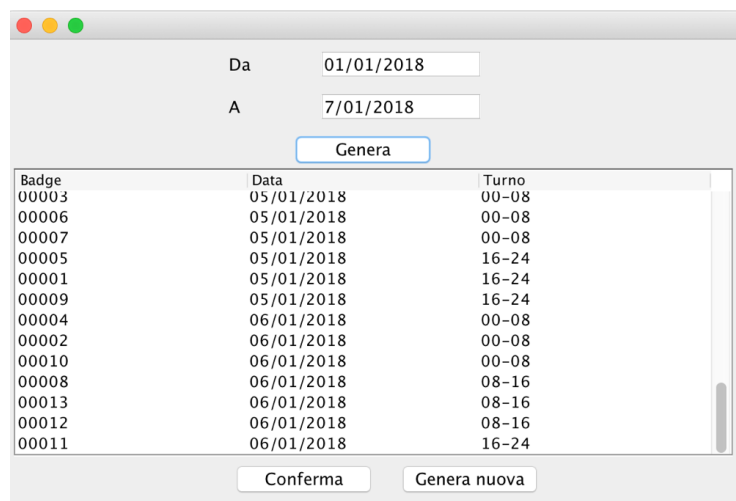 Da 01/01/2018
A 7/01/2018
Genera
Badge Data Turno
00003 05/01/2018 00-08
00006 05/01/2018 00-08
00007 05/01/2018 00-08
00005 05/01/2018 16-24
00001 05/01/2018 16-24
00009 05/01/2018 16-24
00004 06/01/2018 00-08
00002 06/01/2018 00-08
00010 06/01/2018 00-08
00008 06/01/2018 08-16
00013 06/01/2018 08-16
00012 06/01/2018 08-16
00011 06/01/2018 16-24
Conferma Genera nuova